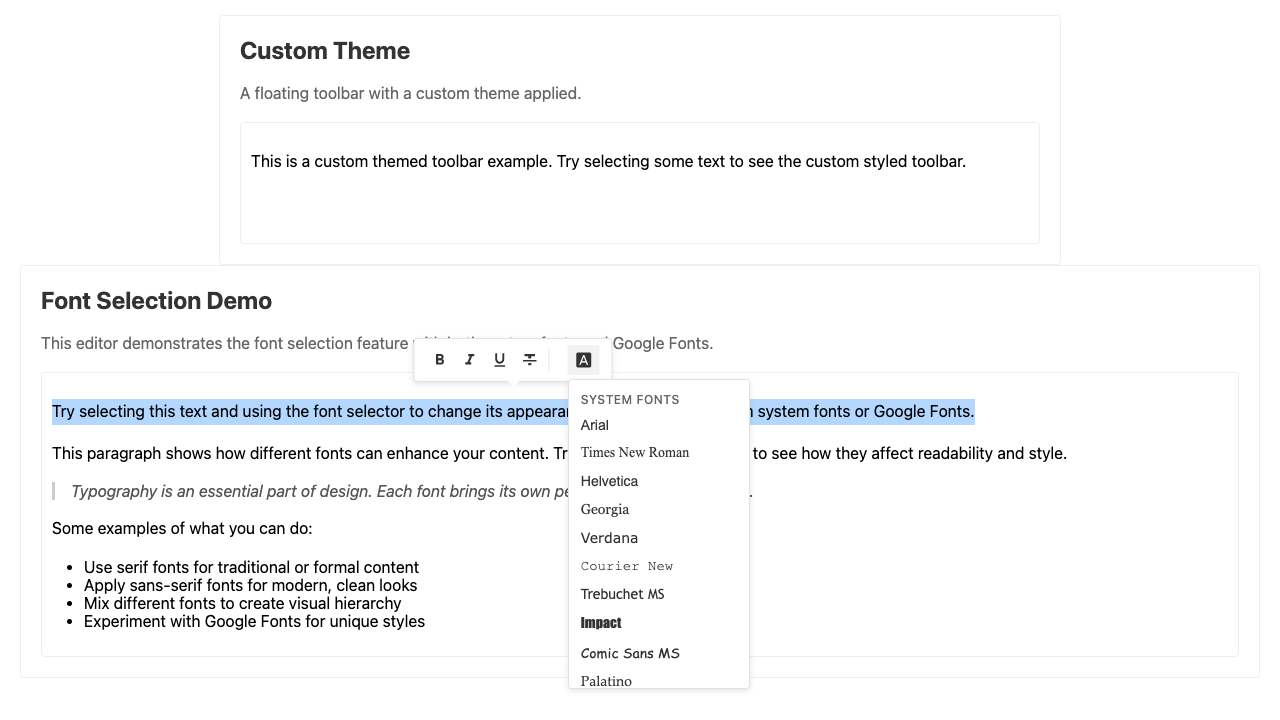 Custom Theme
A floating toolbar with a custom theme applied.
This is a custom themed toolbar example. Try selecting some text to see the custom styled toolbar.
Font Selection Demo
This editor demonstrates the font selection feature Google Fonts.
B I U S A
Try selecting this text and using the font selector to change its system fonts or Google Fonts.
This paragraph shows how different fonts can enhance your content. to see how they affect readability and style.
Typography is an essential part of design. Each font brings its own
Some examples of what you can do:
• Use serif fonts for traditional or formal content
• Apply sans-serif fonts for modern, clean looks
• Mix different fonts to create visual hierarchy
• Experiment with Google Fonts for unique styles
SYSTEM FONTS
Arial
Times New Roman
Helvetica
Georgia
Verdana
Courier New
Trebuchet MS
Impact
Comic Sans MS
Palatino